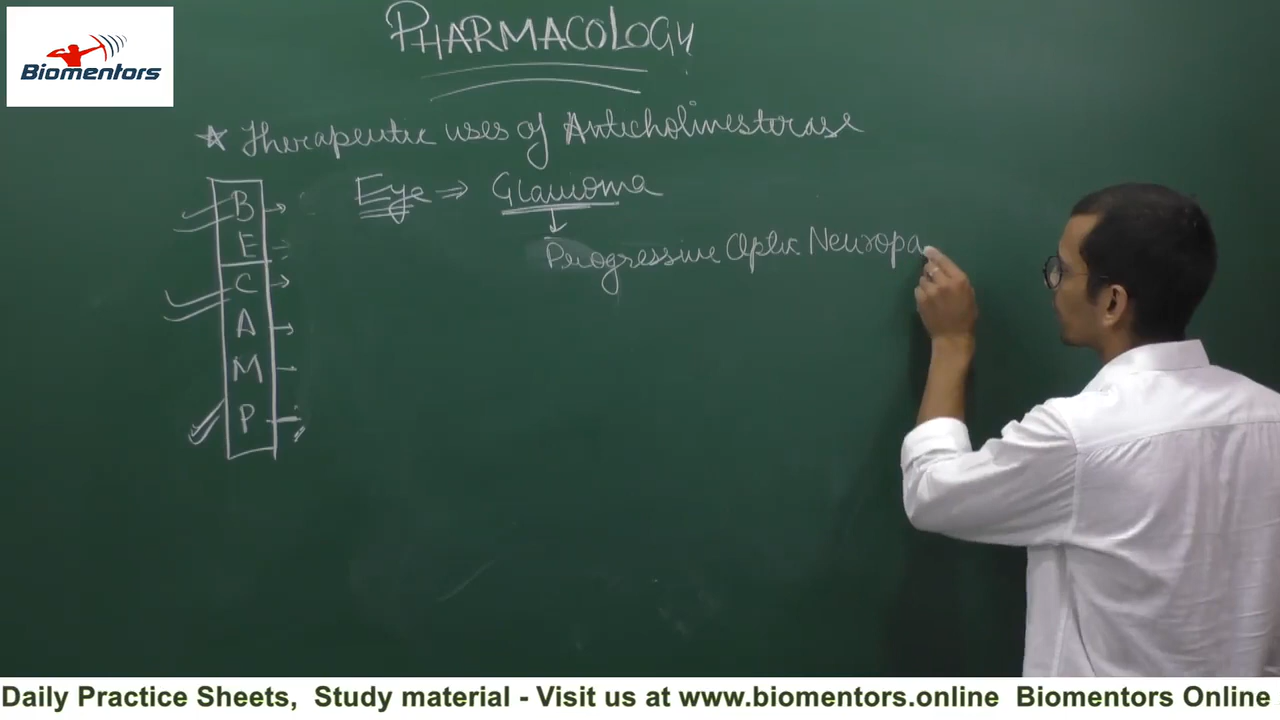 Biomentors
PHARMACOLOGY
★ Therapeutic uses of Anticholinesterase
B
E
C
A
M
P
Eye ⇒ Glaucoma
↓
Progressive Optic Neuropa
Daily Practice Sheets, Study material - Visit us at www.biomentors.online Biomentors Online